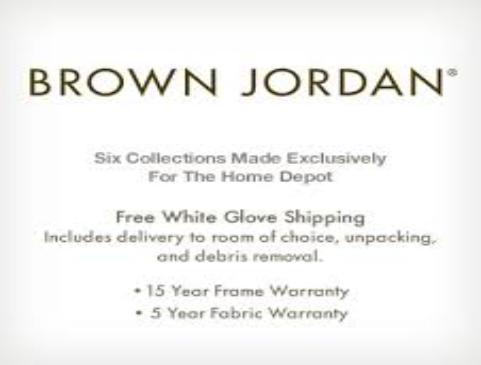 BROWN JORDAN®
Six Collections Made Exclusively
For The Home Depot
Free White Glove Shipping
Includes delivery to room of choice, unpacking,
and debris removal.
• 15 Year Frame Warranty
• 5 Year Fabric Warranty